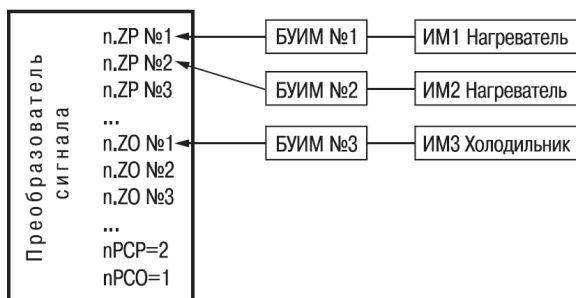 Преобразователь сигнала
n.ZP №1
n.ZP №2
n.ZP №3
...
n.ZO №1
n.ZO №2
n.ZO №3
...
nPCP=2
nPCO=1
БУИМ №1
ИМ1 Нагреватель
БУИМ №2
ИМ2 Нагреватель
БУИМ №3
ИМ3 Холодильник